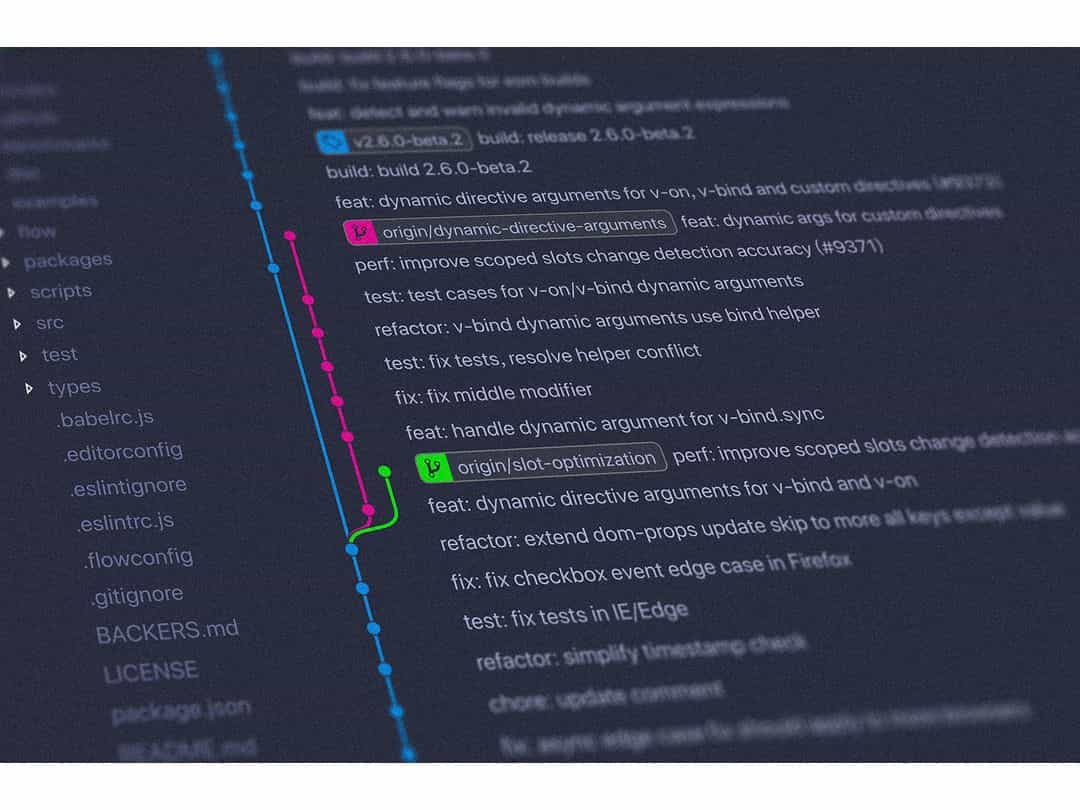 examples
flow
packages
scripts
src
test
types
.babelrc.js
.editorconfig
.eslintignore
.eslintrc.js
.flowconfig
.gitignore
BACKERS.md
LICENSE
package.json
README.md
build: build 2.6.0-beta.3
build: fix feature flags for esm builds
feat: detect and warn invalid dynamic argument expressions
v2.6.0-beta.2 build: release 2.6.0-beta.2
build: build 2.6.0-beta.2
feat: dynamic directive arguments for v-on, v-bind and custom directives (#9373)
origin/dynamic-directive-arguments feat: dynamic args for custom directives
perf: improve scoped slots change detection accuracy (#9371)
test: test cases for v-on/v-bind dynamic arguments
refactor: v-bind dynamic arguments use bind helper
test: fix tests, resolve helper conflict
fix: fix middle modifier
feat: handle dynamic argument for v-bind.sync
origin/slot-optimization perf: improve scoped slots change detection
feat: dynamic directive arguments for v-bind and v-on
refactor: extend dom-props update skip to more all keys except value
fix: fix checkbox event edge case in Firefox
test: fix tests in IE/Edge
refactor: simplify timestamp check
chore: update comment
fix: async edge case fix should apply to more browsers